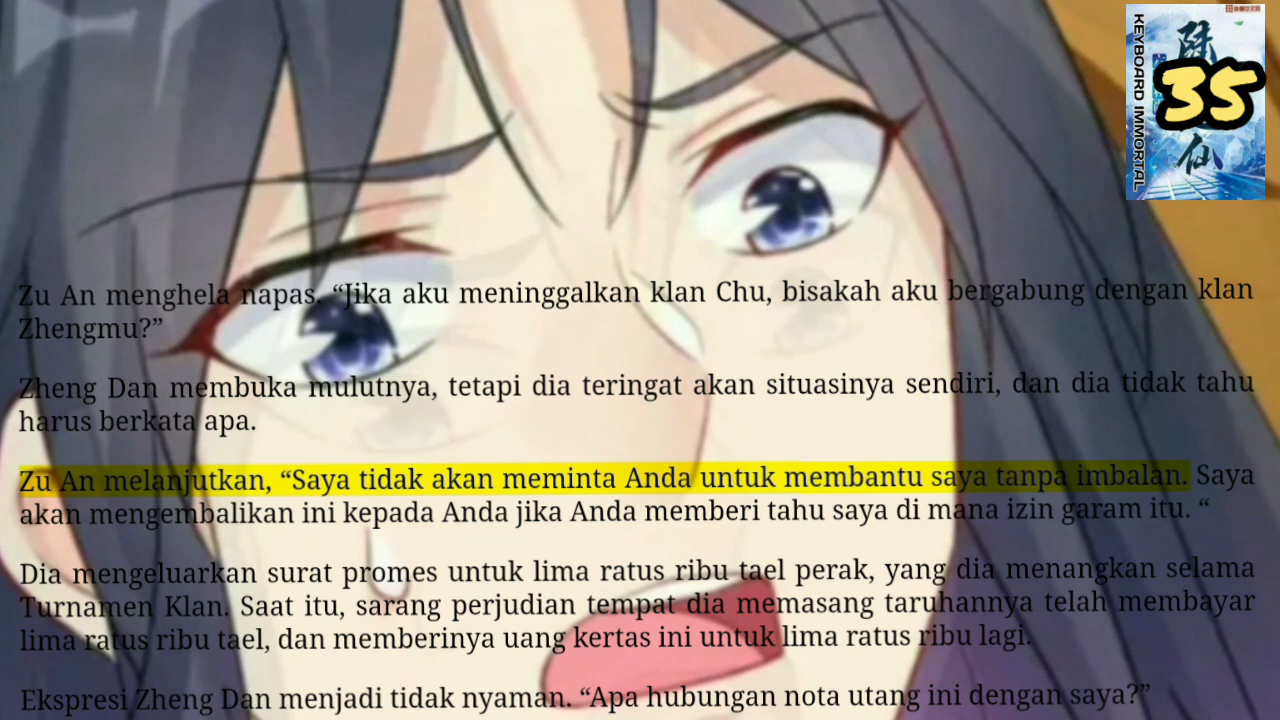 陆
35
仙
KEYBOARD IMMORTAL
Zu An menghela napas. “Jika aku meninggalkan klan Chu, bisakah aku bergabung dengan klan
Zhengmu?”
Zheng Dan membuka mulutnya, tetapi dia teringat akan situasinya sendiri, dan dia tidak tahu
harus berkata apa.
Zu An melanjutkan, “Saya tidak akan meminta Anda untuk membantu saya tanpa imbalan. Saya
akan mengembalikan ini kepada Anda jika Anda memberi tahu saya di mana izin garam itu. “
Dia mengeluarkan surat promes untuk lima ratus ribu tael perak, yang dia menangkan selama
Turnamen Klan. Saat itu, sarang perjudian tempat dia memasang taruhannya telah membayar
lima ratus ribu tael, dan memberinya uang kertas ini untuk lima ratus ribu lagi.
Ekspresi Zheng Dan menjadi tidak nyaman. “Apa hubungan nota utang ini dengan saya?”